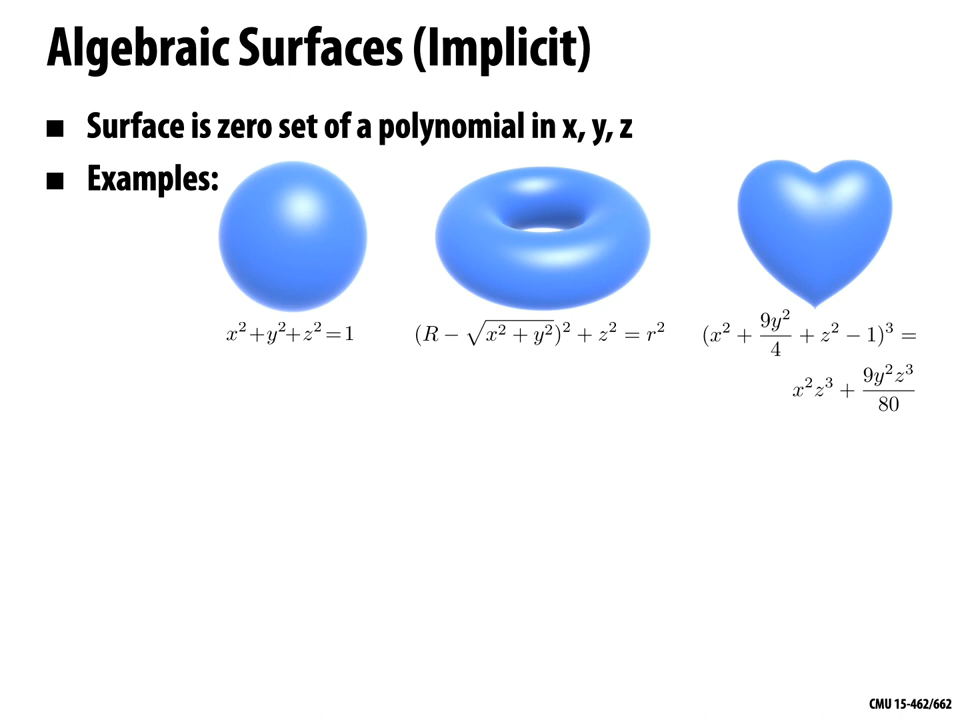 Algebraic Surfaces (Implicit)
■ Surface is zero set of a polynomial in x, y, z
■ Examples:
x²+y²+z²=1
(R − √(x² + y²))² + z² = r²
(x² + 9y²/4 + z² − 1)³ =
x²z³ + 9y²z³/80
CMU 15-462/662